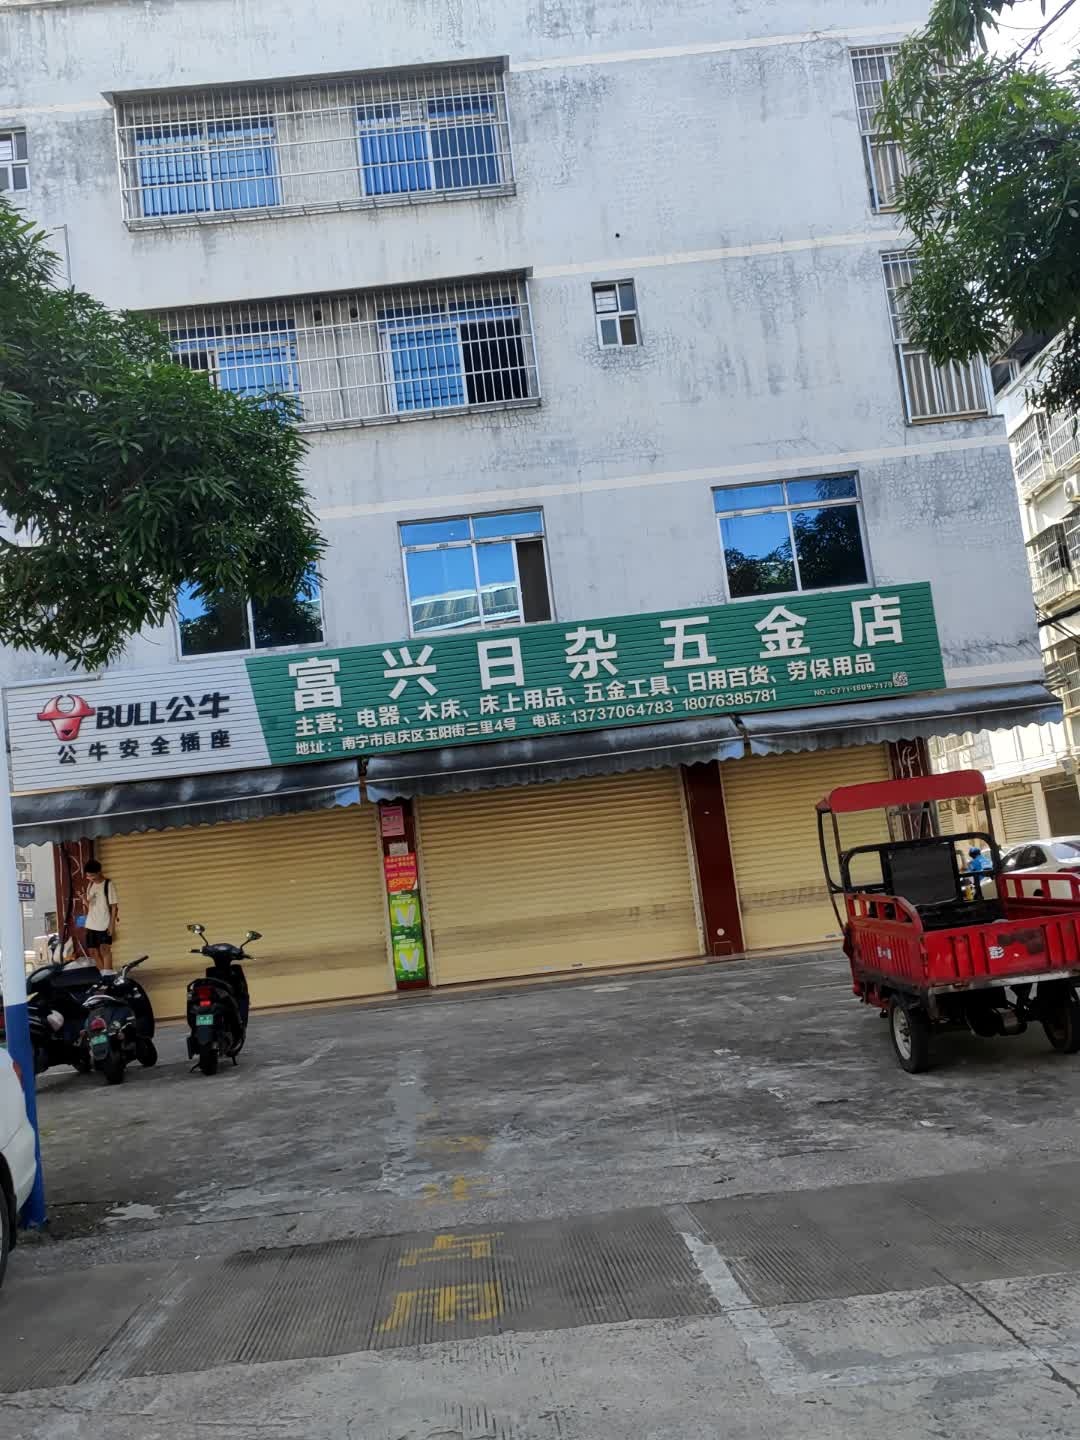 富兴日杂五金店
BULL公牛
公牛安全插座
主营：电器、木床、床上用品、五金工具、日用百货、劳保用品
地址：南宁市良庆区玉阳街三里4号 电话：13737064783 18076385781